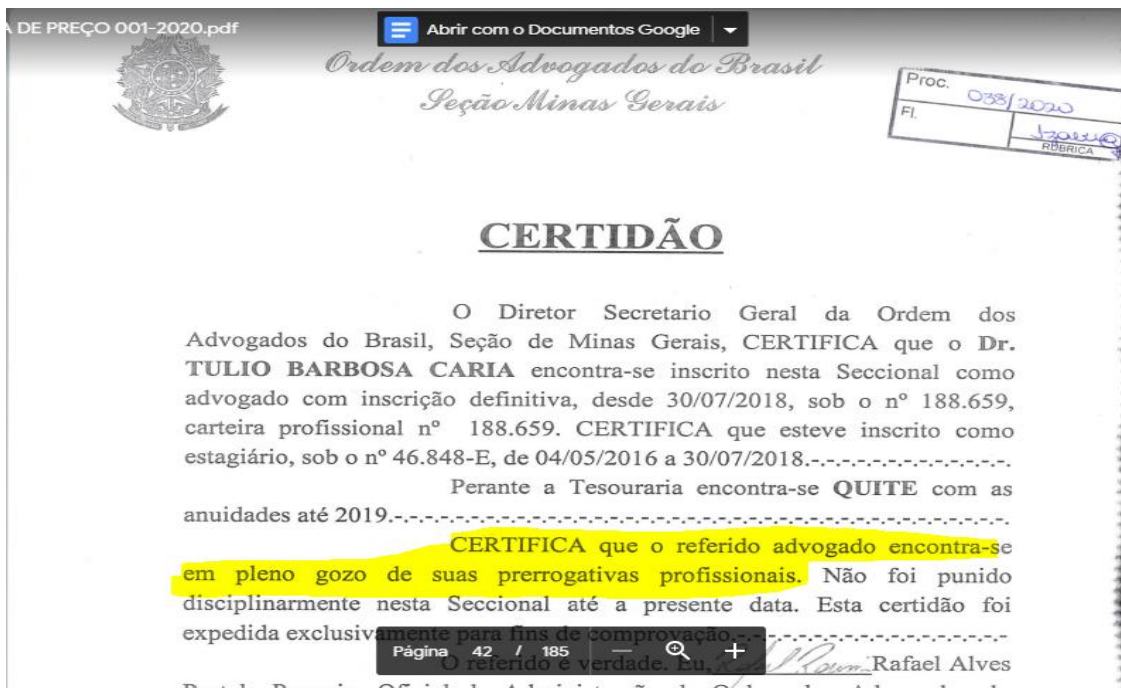 A DE PREÇO 001-2020.pdf
Abrir com o Documentos Google
Ordem dos Advogados do Brasil
Seção Minas Gerais
Proc. 038/2020
Fl.
RUBRICA
CERTIDÃO
O Diretor Secretario Geral da Ordem dos
Advogados do Brasil, Seção de Minas Gerais, CERTIFICA que o Dr.
TULIO BARBOSA CARIA encontra-se inscrito nesta Seccional como
advogado com inscrição definitiva, desde 30/07/2018, sob o nº 188.659,
carteira profissional nº 188.659. CERTIFICA que esteve inscrito como
estagiário, sob o nº 46.848-E, de 04/05/2016 a 30/07/2018.-.-.-.-.-.-.-.-.-.-.
Perante a Tesouraria encontra-se QUITE com as
anuidades até 2019.-.-.-.-.-.-.-.-.-.-.-.-.-.-.-.-.-.-.-.-.-.-.-.-.-.-.-.-.-.-.
CERTIFICA que o referido advogado encontra-se
em pleno gozo de suas prerrogativas profissionais. Não foi punido
disciplinarmente nesta Seccional até a presente data. Esta certidão foi
expedida exclusivamente para fins de comprovação.-.-.-.-.-.-.-.-.-.-.-.-.-
Página 42 / 185 — +
O referido é verdade. Eu, Rafael Alves